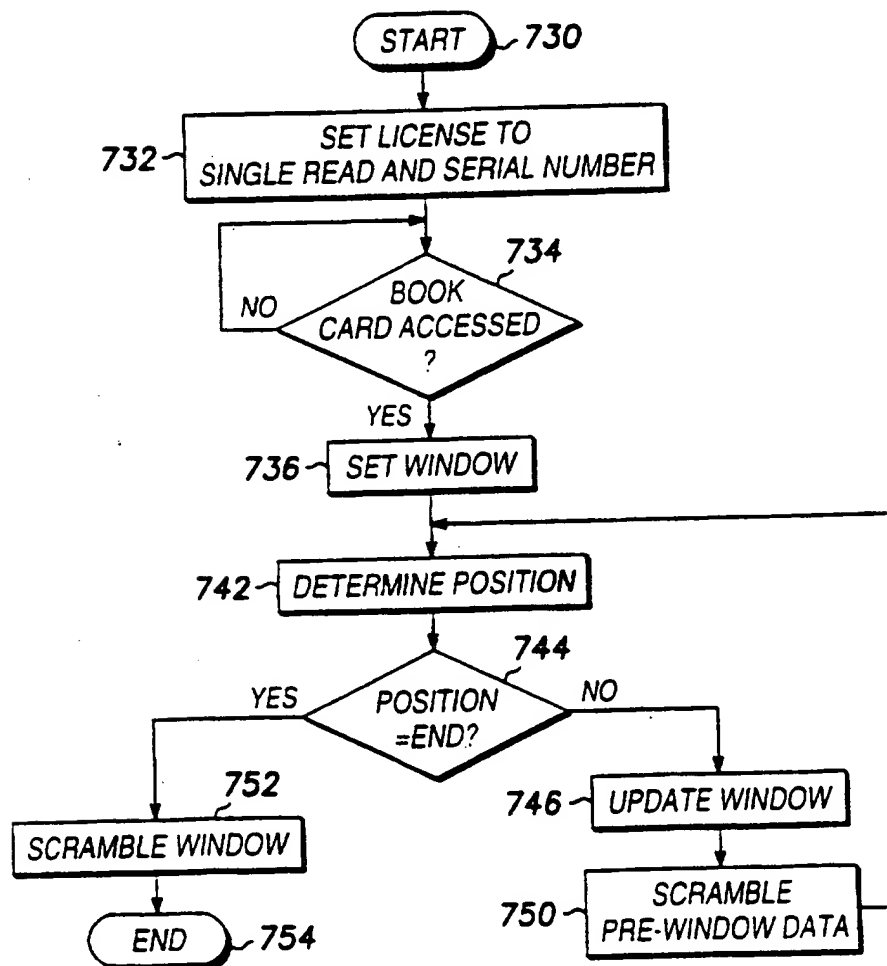 START
730
732
SET LICENSE TO
SINGLE READ AND SERIAL NUMBER
734
BOOK
CARD ACCESSED
?
NO
YES
736
SET WINDOW
742
DETERMINE POSITION
744
YES
POSITION
=END?
NO
752
SCRAMBLE WINDOW
746
UPDATE WINDOW
750
SCRAMBLE
PRE-WINDOW DATA
END
754